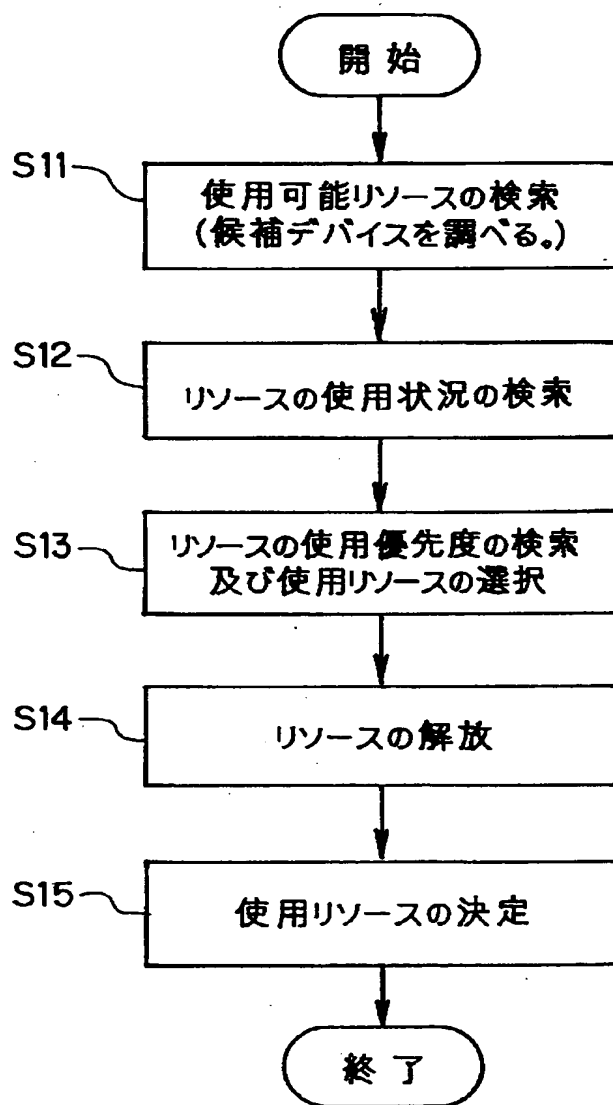 開始
S11
使用可能リソースの検索
(候補デバイスを調べる。)
S12
リソースの使用状況の検索
S13
リソースの使用優先度の検索
及び使用リソースの選択
S14
リソースの解放
S15
使用リソースの決定
終了